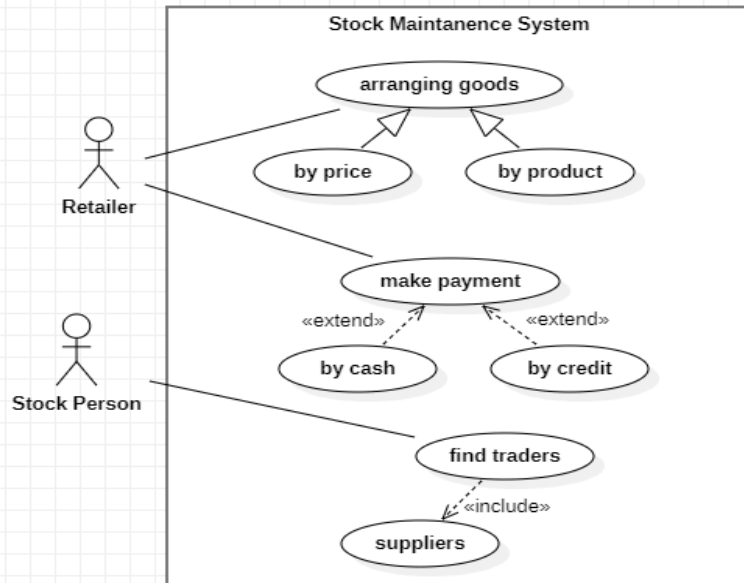 Stock Maintanence System
arranging goods
by price
by product
Retailer
make payment
«extend»
«extend»
by cash
by credit
Stock Person
find traders
«include»
suppliers